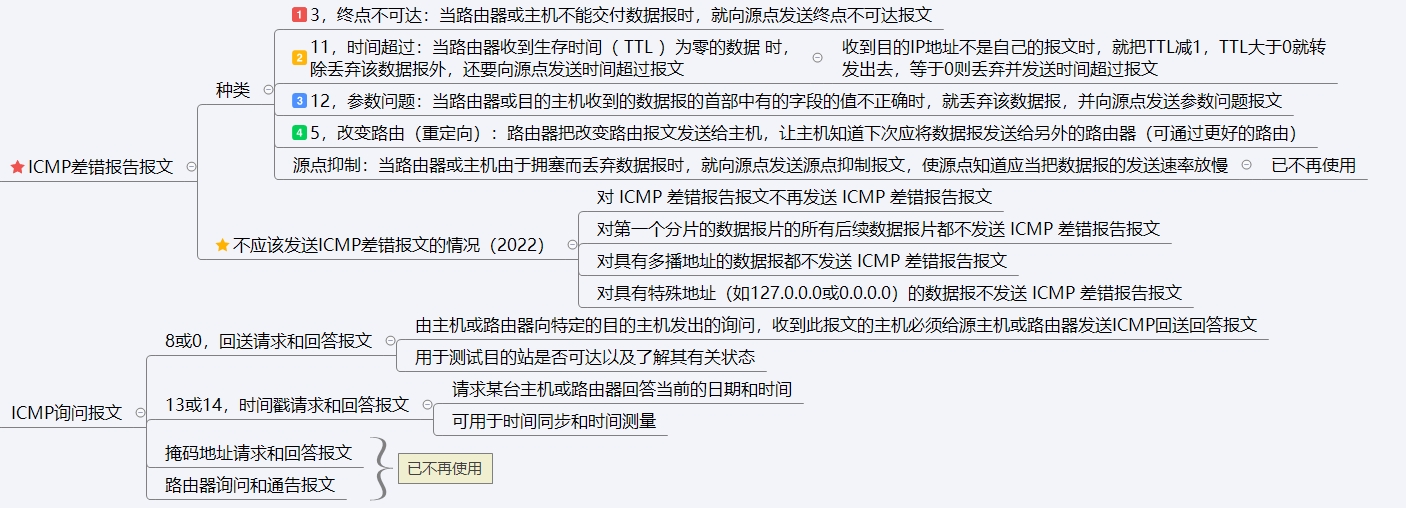 1 3，终点不可达：当路由器或主机不能交付数据报时，就向源点发送终点不可达报文
2 11，时间超过：当路由器收到生存时间（ TTL ）为零的数据 时，
除丢弃该数据报外，还要向源点发送时间超过报文
收到目的IP地址不是自己的报文时，就把TTL减1，TTL大于0就转
发出去，等于0则丢弃并发送时间超过报文
种类
3 12，参数问题：当路由器或目的主机收到的数据报的首部中有的字段的值不正确时，就丢弃该数据报，并向源点发送参数问题报文
4 5，改变路由（重定向）：路由器把改变路由报文发送给主机，让主机知道下次应将数据报发送给另外的路由器（可通过更好的路由）
源点抑制：当路由器或主机由于拥塞而丢弃数据报时，就向源点发送源点抑制报文，使源点知道应当把数据报的发送速率放慢
已不再使用
ICMP差错报告报文
对 ICMP 差错报告报文不再发送 ICMP 差错报告报文
对第一个分片的数据报片的所有后续数据报片都不发送 ICMP 差错报告报文
不应该发送ICMP差错报文的情况（2022）
对具有多播地址的数据报都不发送 ICMP 差错报告报文
对具有特殊地址（如127.0.0.0或0.0.0.0）的数据报不发送 ICMP 差错报告报文
8或0，回送请求和回答报文
由主机或路由器向特定的目的主机发出的询问，收到此报文的主机必须给源主机或路由器发送ICMP回送回答报文
用于测试目的站是否可达以及了解其有关状态
ICMP询问报文
13或14，时间戳请求和回答报文
请求某台主机或路由器回答当前的日期和时间
可用于时间同步和时间测量
掩码地址请求和回答报文
路由器询问和通告报文
已不再使用